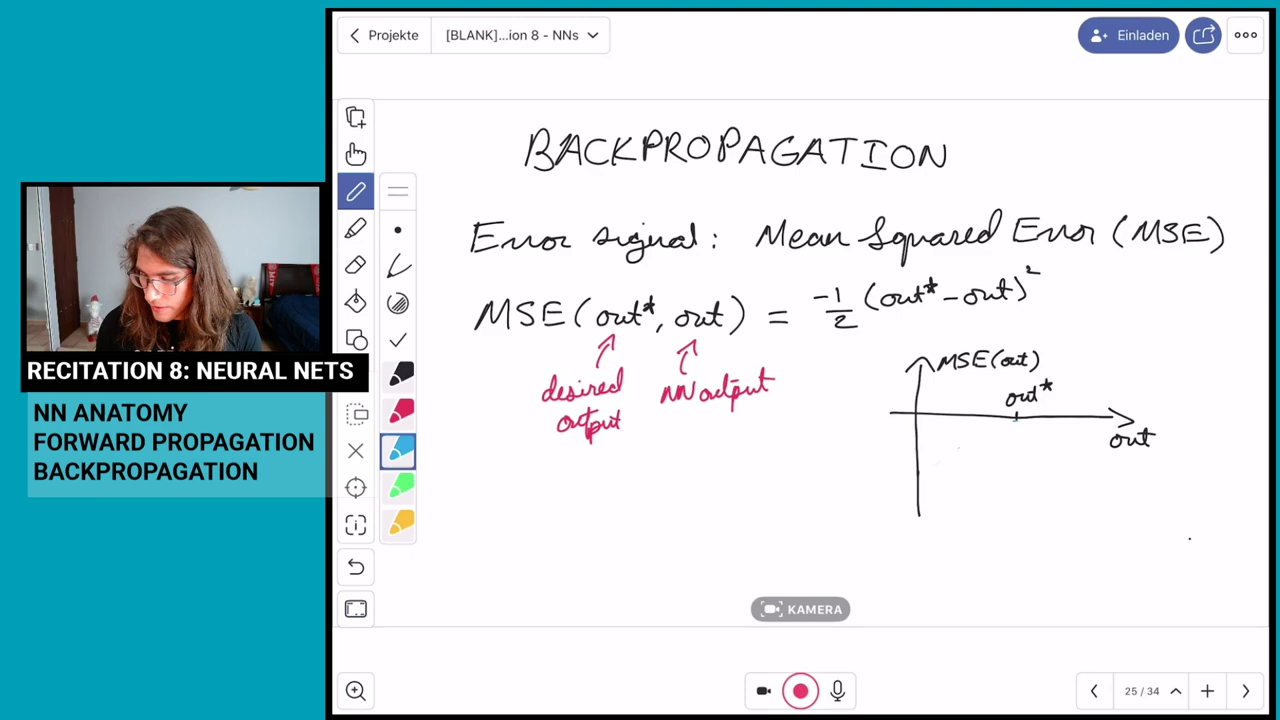 Projekte
[BLANK]...ion 8 - NNs
Einladen
BACKPROPAGATION
Error signal: Mean Squared Error (MSE)
MSE(out*, out) = -1/2 (out* - out)²
desired
output
NN output
MSE(out)
out*
out
RECITATION 8: NEURAL NETS
NN ANATOMY
FORWARD PROPAGATION
BACKPROPAGATION
KAMERA
25 / 34